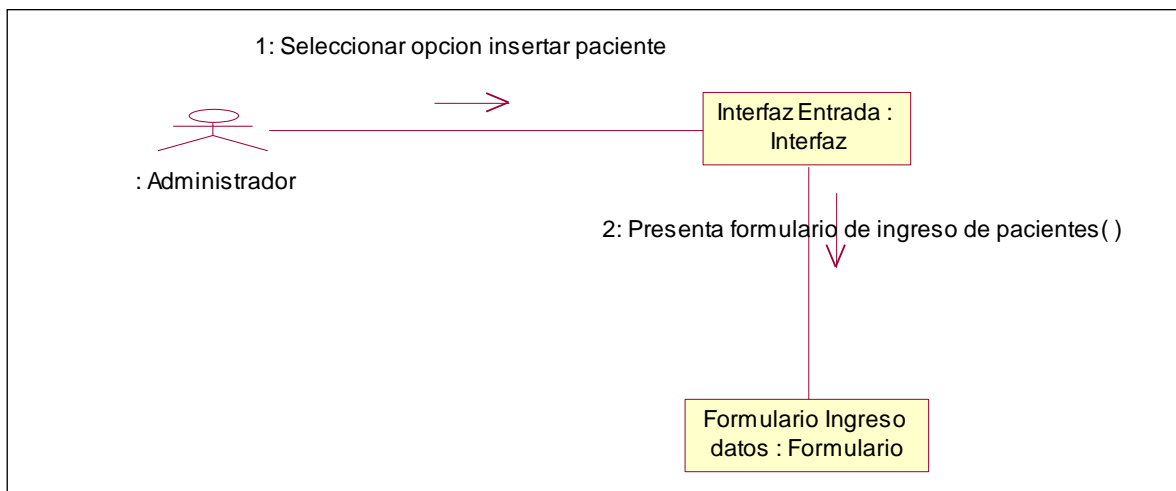 1: Seleccionar opcion insertar paciente
Interfaz Entrada :
Interfaz
: Administrador
2: Presenta formulario de ingreso de pacientes( )
Formulario Ingreso
datos : Formulario